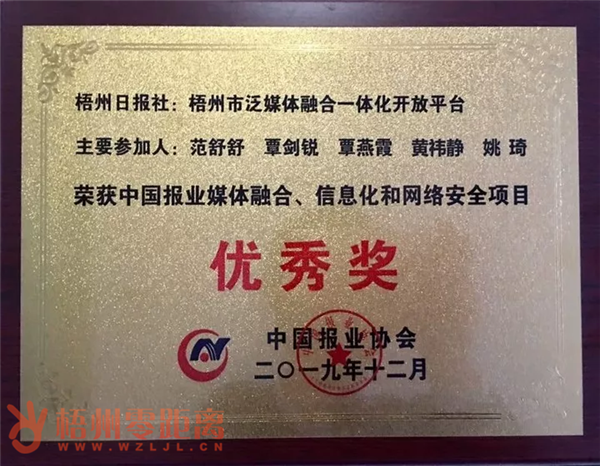 梧州日报社：梧州市泛媒体融合一体化开放平台
主要参加人：范舒舒 覃剑锐 覃燕霞 黄祎静 姚琦
荣获中国报业媒体融合、信息化和网络安全项目
优秀奖
中国报业协会
二〇一九年十二月
梧州零距离
WWW.WZLJL.CN